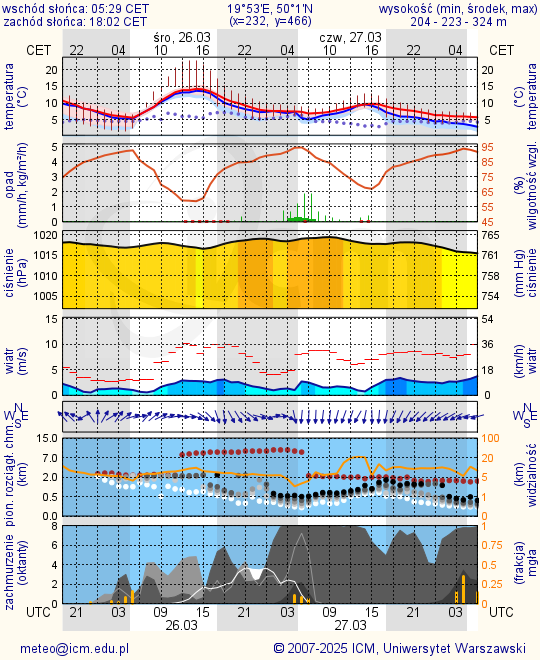 wschód słońca: 05:29 CET 19°53'E, 50°1'N wysokość (min, środek, max)
zachód słońca: 18:02 CET (x=232, y=466) 204 - 223 - 324 m
śro, 26.03 czw, 27.03
CET 22 04 10 16 22 04 10 16 22 04 CET
temperatura (°C) 20 15 10 5 20 15 10 5 (°C) temperatura
opad (mm/h, kg/m²/h) 5 4 3 2 1 0 95 85 75 65 55 45 (%) wilgotność wzgl.
ciśnienie (hPa) 1020 1015 1010 1005 765 761 758 754 (mm Hg) ciśnienie
wiatr (m/s) 15 10 5 0 54 36 18 0 (km/h) wiatr
N W E S N W E S
pion. rozciągł. chm. (km) 15.0 6.0 2.0 0.5 0.0 100 20 5 1 0 (km) widzialność
zachmurzenie (oktanty) 8 6 4 2 0 1 0.75 0.5 0.25 0 (frakcja) mgła
UTC 21 03 09 15 21 03 09 15 21 03 UTC
26.03 27.03
meteo@icm.edu.pl © 2007-2025 ICM, Uniwersytet Warszawski